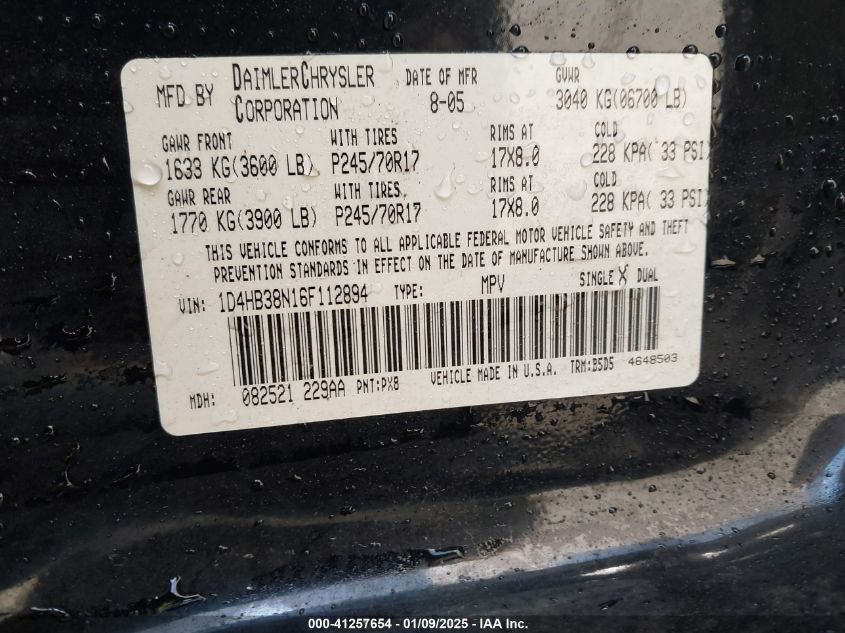 MFD BY DAIMLERCHRYSLER CORPORATION DATE OF MFR 8-05 GVWR 3040 KG(06700 LB)
GAWR FRONT WITH TIRES RIMS AT COLD
1633 KG(3600 LB) P245/70R17 17X8.0 228 KPA( 33 PSI)
GAWR REAR WITH TIRES RIMS AT COLD
1770 KG(3900 LB) P245/70R17 17X8.0 228 KPA( 33 PSI)
THIS VEHICLE CONFORMS TO ALL APPLICABLE FEDERAL MOTOR VEHICLE SAFETY AND THEFT
PREVENTION STANDARDS IN EFFECT ON THE DATE OF MANUFACTURE SHOWN ABOVE.
VIN: 1D4HB38N16F112894 TYPE: MPV SINGLE X DUAL
MDH: 082521 229AA PNT:PX8 VEHICLE MADE IN U.S.A. TRM:B5D5 4648503
000-41257654 - 01/09/2025 - IAA Inc.